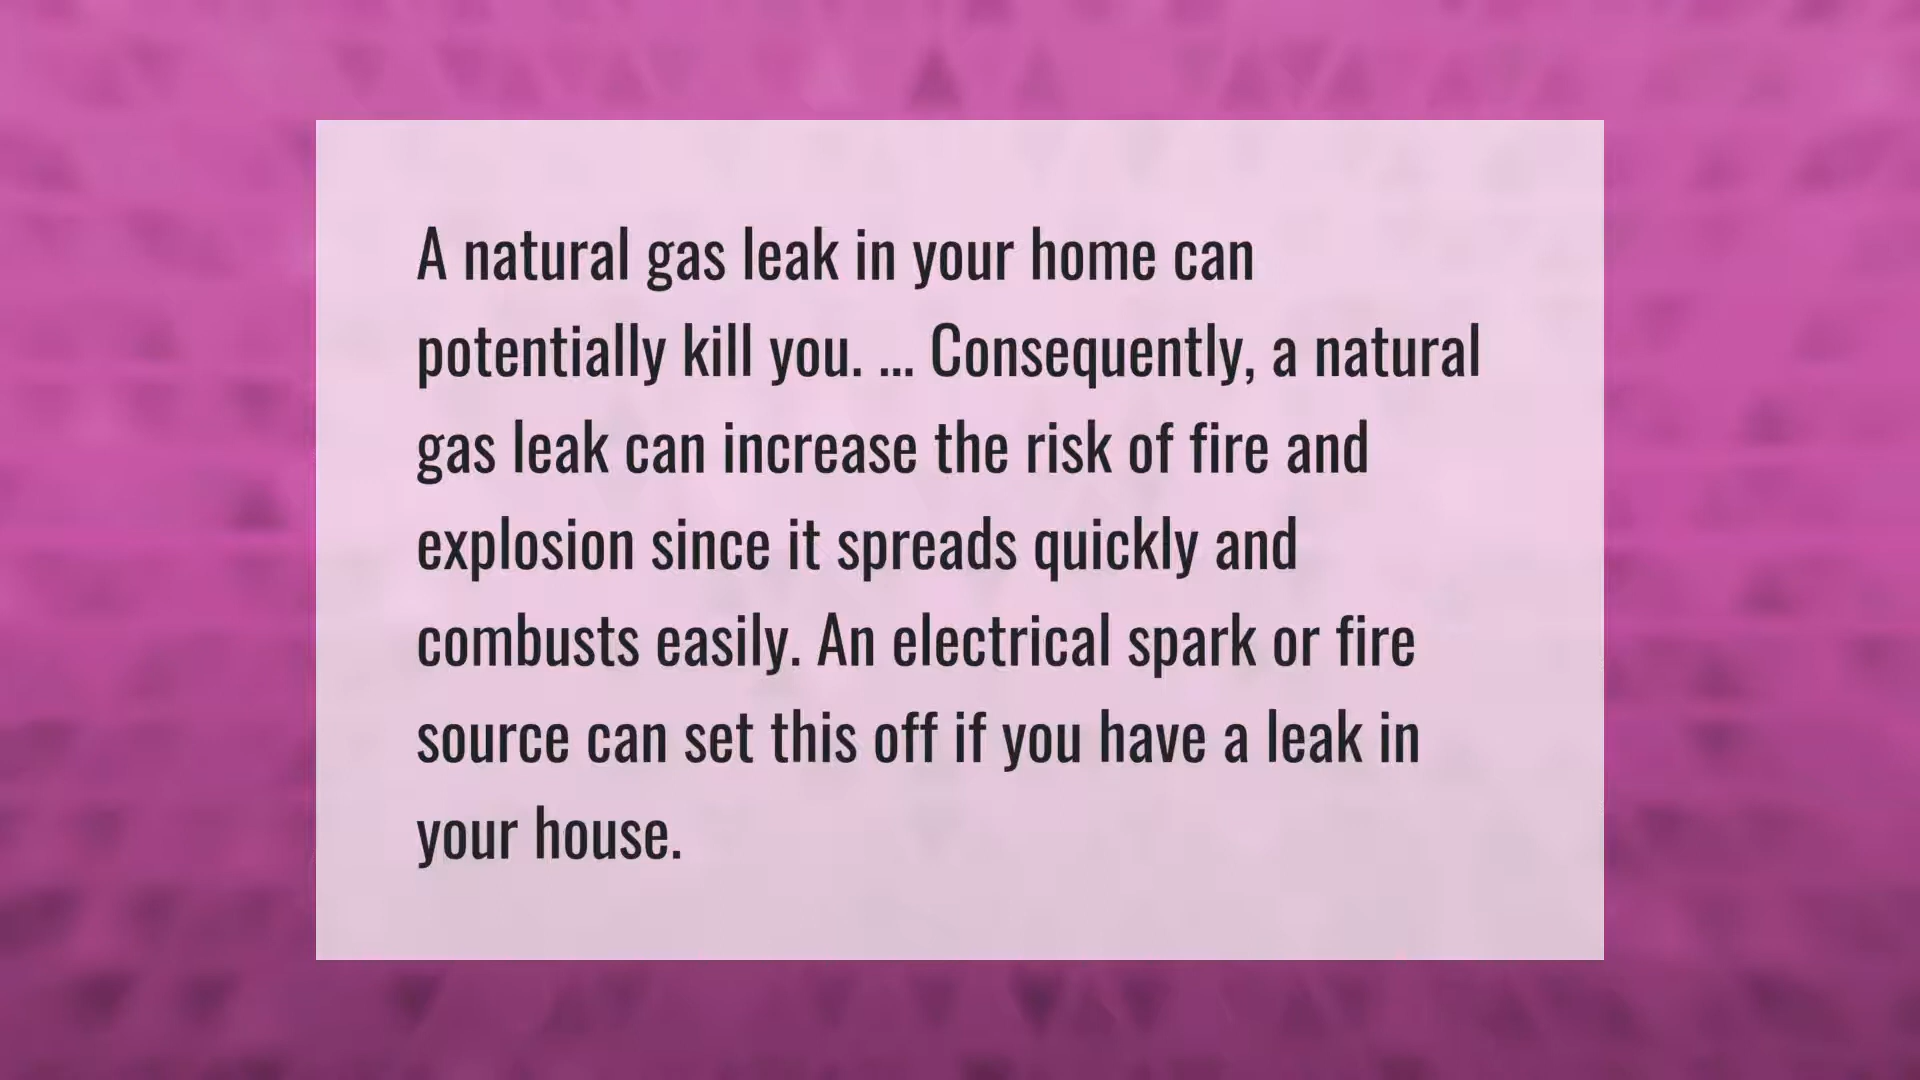 A natural gas leak in your home can
potentially kill you. ... Consequently, a natural
gas leak can increase the risk of fire and
explosion since it spreads quickly and
combusts easily. An electrical spark or fire
source can set this off if you have a leak in
your house.